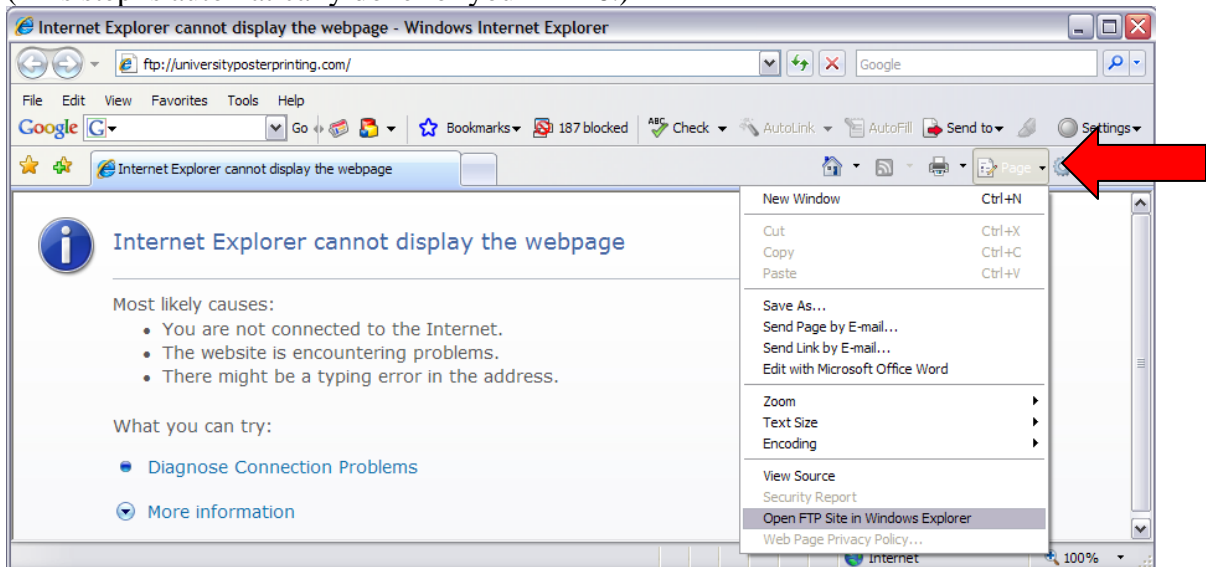 Internet Explorer cannot display the webpage - Windows Internet Explorer
ftp://universityposterprinting.com/
Google
File Edit View Favorites Tools Help
Google G Go Bookmarks 187 blocked ABC Check AutoLink AutoFill Send to Settings
Internet Explorer cannot display the webpage
Page
New Window Ctrl+N
Cut Ctrl+X
Copy Ctrl+C
Paste Ctrl+V
Save As...
Send Page by E-mail...
Send Link by E-mail...
Edit with Microsoft Office Word
Zoom
Text Size
Encoding
View Source
Security Report
Open FTP Site in Windows Explorer
Web Page Privacy Policy...
Internet Explorer cannot display the webpage
Most likely causes:
• You are not connected to the Internet.
• The website is encountering problems.
• There might be a typing error in the address.
What you can try:
Diagnose Connection Problems
More information
Internet 100%